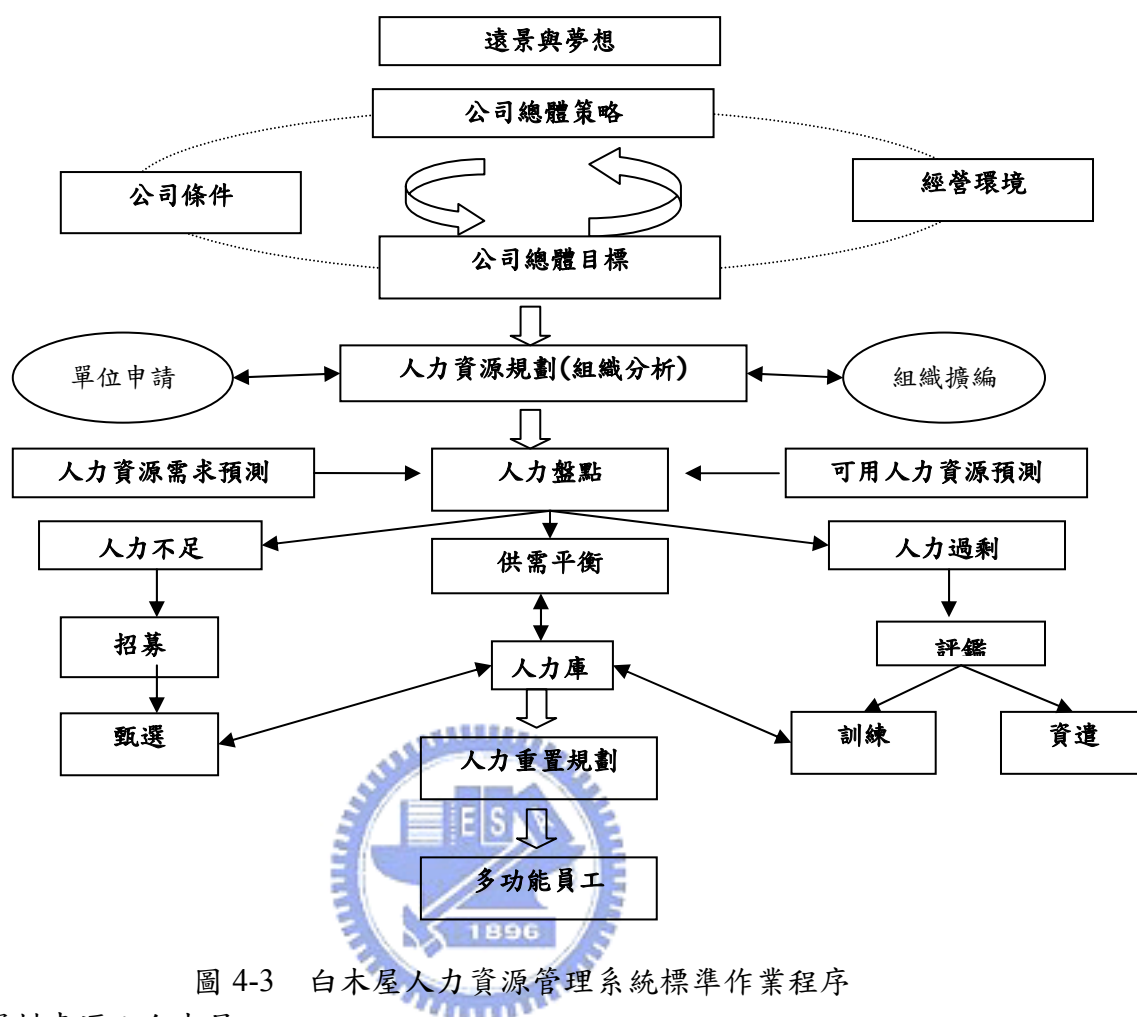 遠景與夢想
公司總體策略
公司條件
經營環境
公司總體目標
單位申請
人力資源規劃(組織分析)
組織擴編
人力資源需求預測
人力盤點
可用人力資源預測
人力不足
供需平衡
人力過剩
招募
人力庫
評鑑
甄選
人力重置規劃
訓練
資遣
ESA
多功能員工
1896
圖 4-3 白木屋人力資源管理系統標準作業程序